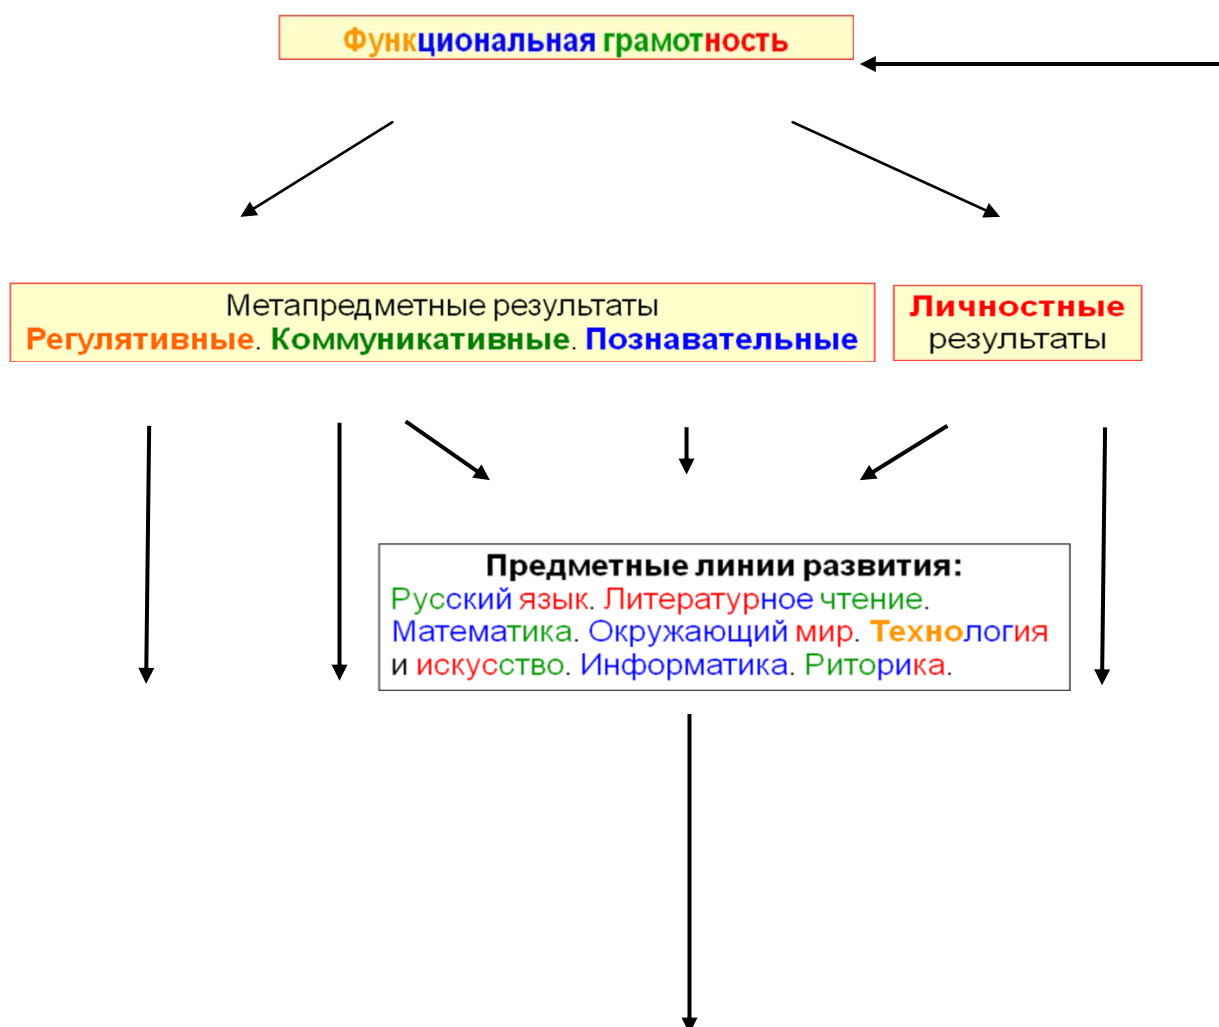 Функциональная грамотность
Метапредметные результаты
Регулятивные. Коммуникативные. Познавательные
Личностные
результаты
Предметные линии развития:
Русский язык. Литературное чтение.
Математика. Окружающий мир. Технология
и искусство. Информатика. Риторика.